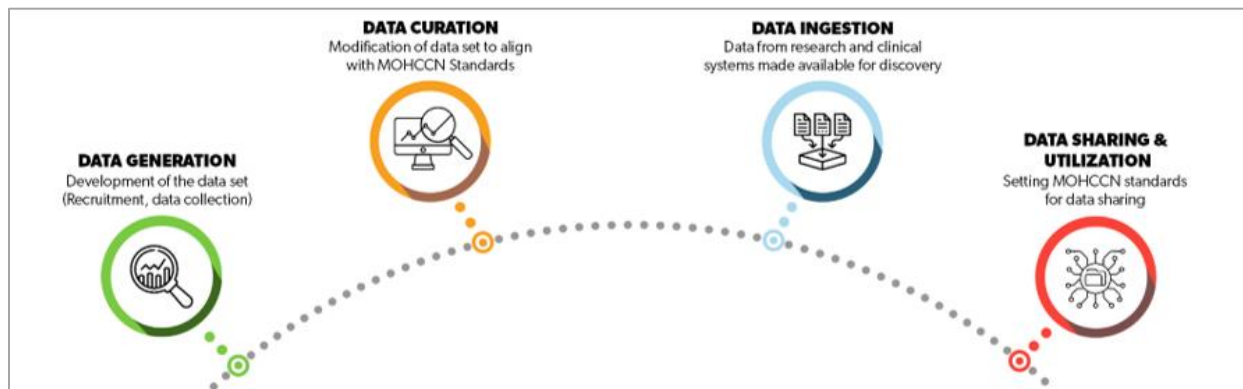 DATA GENERATION
Development of the data set
(Recruitment, data collection)
DATA CURATION
Modification of data set to align
with MOHCCN Standards
DATA INGESTION
Data from research and clinical
systems made available for discovery
DATA SHARING &
UTILIZATION
Setting MOHCCN standards
for data sharing